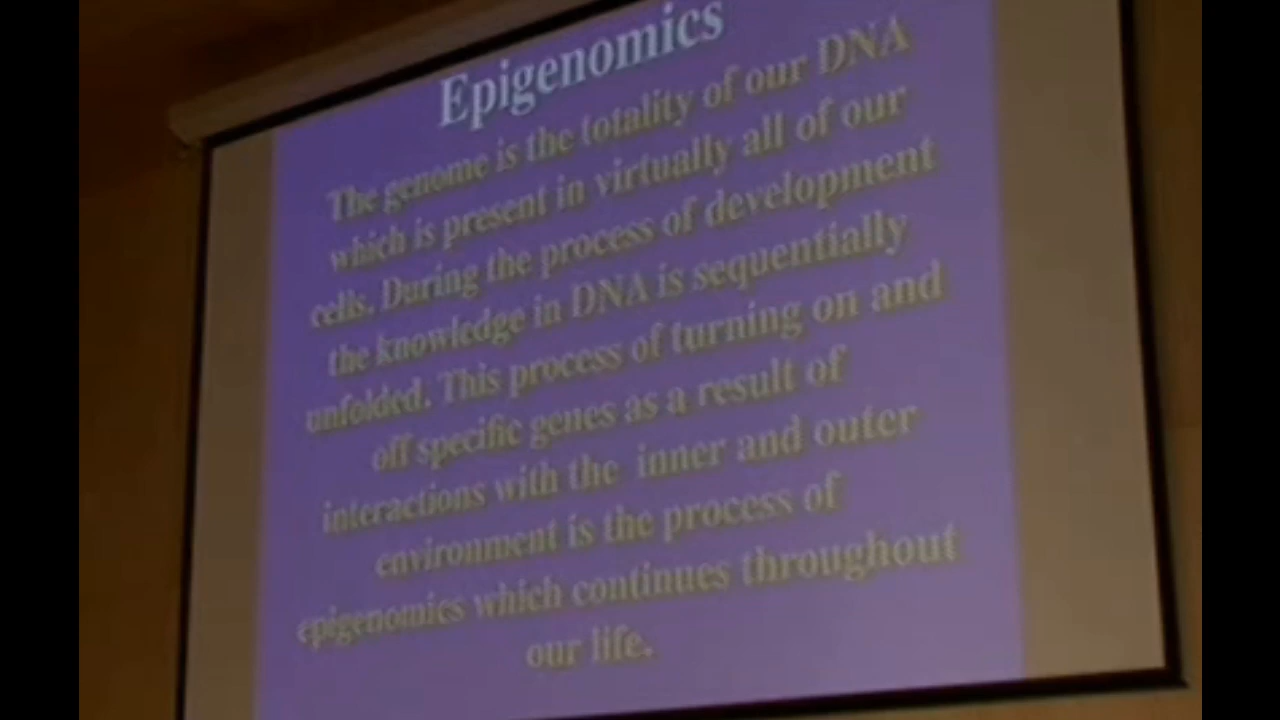 Epigenomics
The genome is the totality of our DNA
which is present in virtually all of our
cells. During the process of development
the knowledge in DNA is sequentially
unfolded. This process of turning on and
off specific genes as a result of
interactions with the inner and outer
environment is the process of
epigenomics which continues throughout
our life.